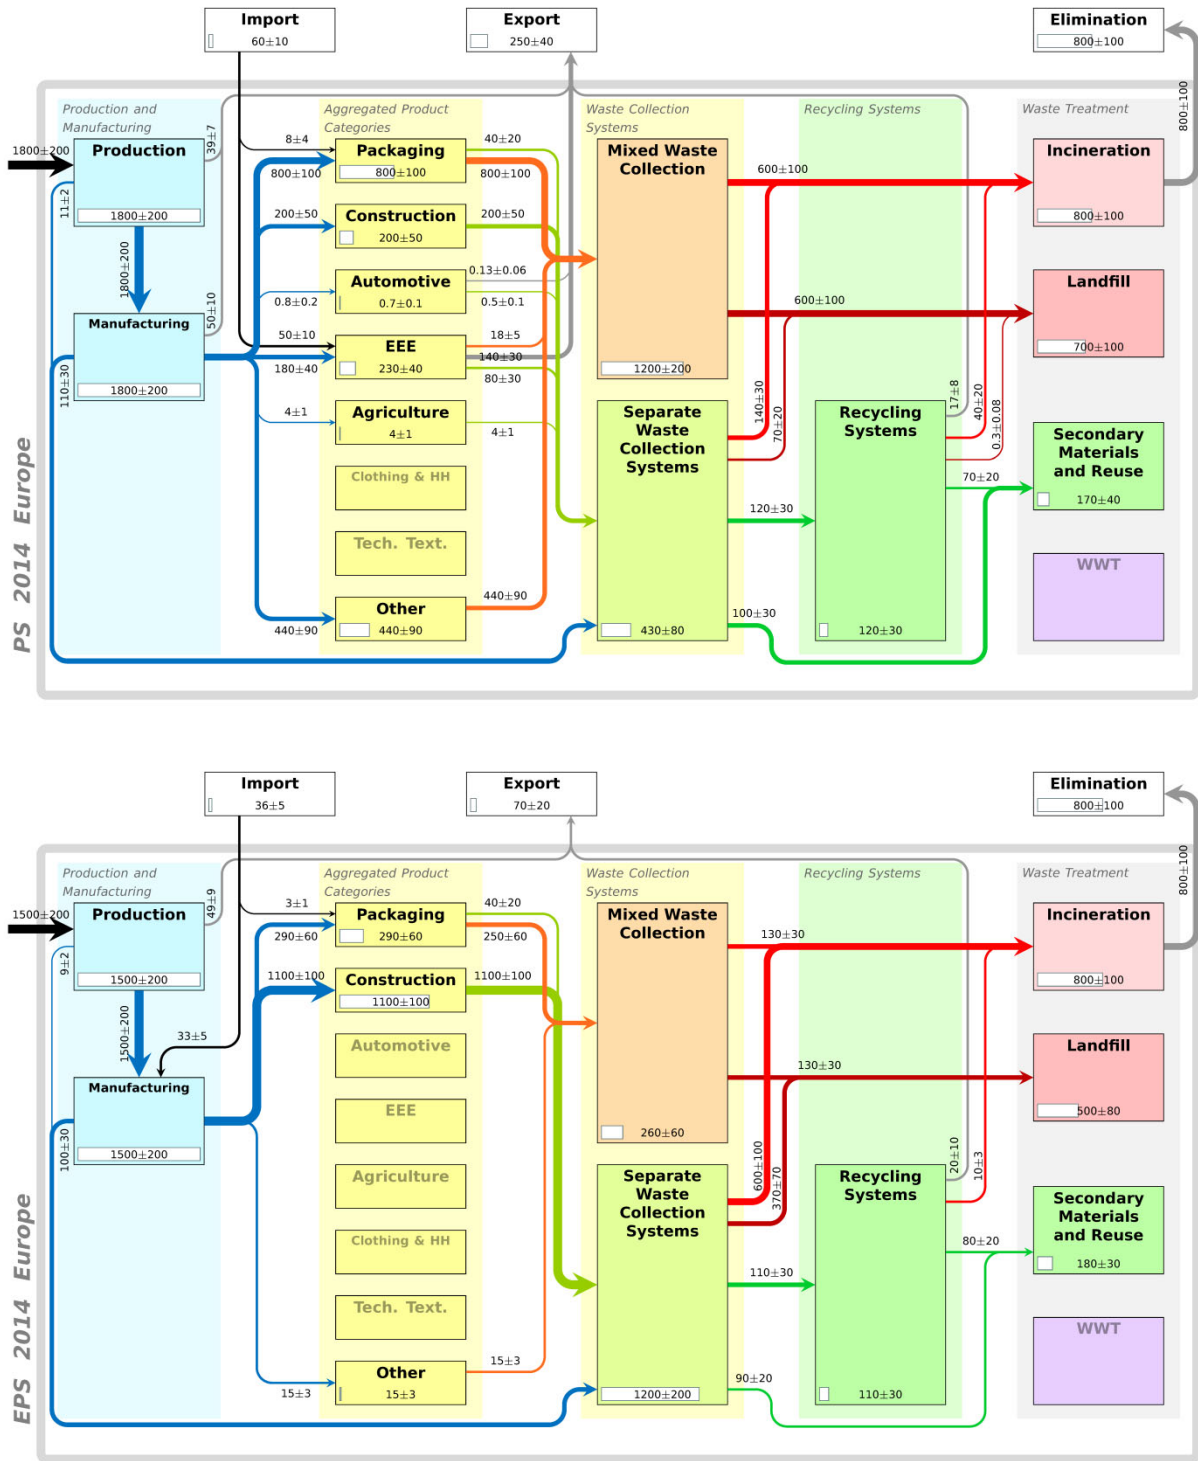 Import
60±10
Export
250±40
Elimination
800±100
PS 2014 Europe
Production and
Manufacturing
Aggregated Product
Categories
Waste Collection
Systems
Recycling Systems
Waste Treatment
800±100
1800±200
Production
1800±200
39±7
11±2
1800±200
Manufacturing
1800±200
50±10
110±30
8±4
800±100
Packaging
800±100
40±20
800±100
200±50
Construction
200±50
200±50
0.8±0.2
Automotive
0.7±0.1
0.13±0.06
0.5±0.1
50±10
180±40
EEE
230±40
18±5
140±30
80±30
4±1
Agriculture
4±1
4±1
Clothing & HH
Tech. Text.
440±90
Other
440±90
440±90
Mixed Waste
Collection
1200±200
600±100
600±100
Separate
Waste
Collection
Systems
430±80
140±30
70±20
120±30
100±30
Recycling
Systems
120±30
17±8
40±20
0.3±0.08
70±20
Incineration
800±100
Landfill
700±100
Secondary
Materials
and Reuse
170±40
WWT
Import
36±5
Export
70±20
Elimination
800±100
EPS 2014 Europe
Production and
Manufacturing
Aggregated Product
Categories
Waste Collection
Systems
Recycling Systems
Waste Treatment
800±100
1500±200
Production
1500±200
49±9
9±2
1500±200
33±5
Manufacturing
1500±200
100±30
3±1
290±60
Packaging
290±60
40±20
250±60
1100±100
Construction
1100±100
1100±100
Automotive
EEE
Agriculture
Clothing & HH
Tech. Text.
15±3
Other
15±3
15±3
Mixed Waste
Collection
260±60
130±30
130±30
Separate
Waste
Collection
Systems
1200±200
600±100
370±70
110±30
90±20
Recycling
Systems
110±30
20±10
10±3
80±20
Incineration
800±100
Landfill
500±80
Secondary
Materials
and Reuse
180±30
WWT